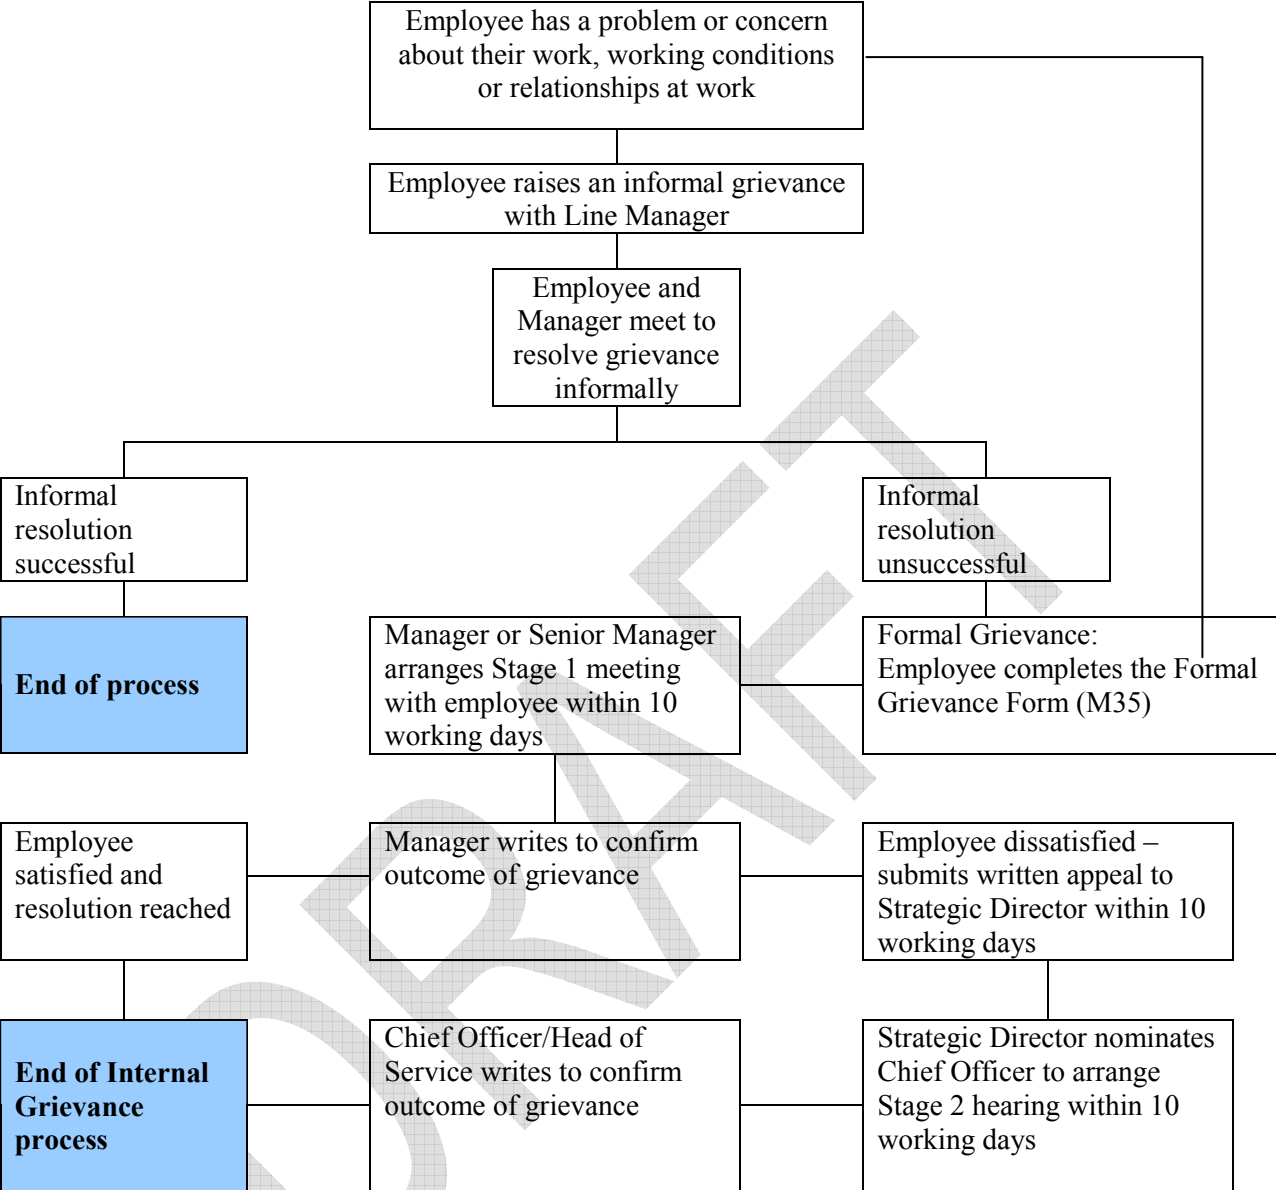 Employee has a problem or concern
about their work, working conditions
or relationships at work
Employee raises an informal grievance
with Line Manager
Employee and
Manager meet to
resolve grievance
informally
Informal
resolution
successful
Informal
resolution
unsuccessful
End of process
Manager or Senior Manager
arranges Stage 1 meeting
with employee within 10
working days
Formal Grievance:
Employee completes the Formal
Grievance Form (M35)
Employee
satisfied and
resolution reached
Manager writes to confirm
outcome of grievance
Employee dissatisfied –
submits written appeal to
Strategic Director within 10
working days
End of Internal
Grievance
process
Chief Officer/Head of
Service writes to confirm
outcome of grievance
Strategic Director nominates
Chief Officer to arrange
Stage 2 hearing within 10
working days
DRAFT